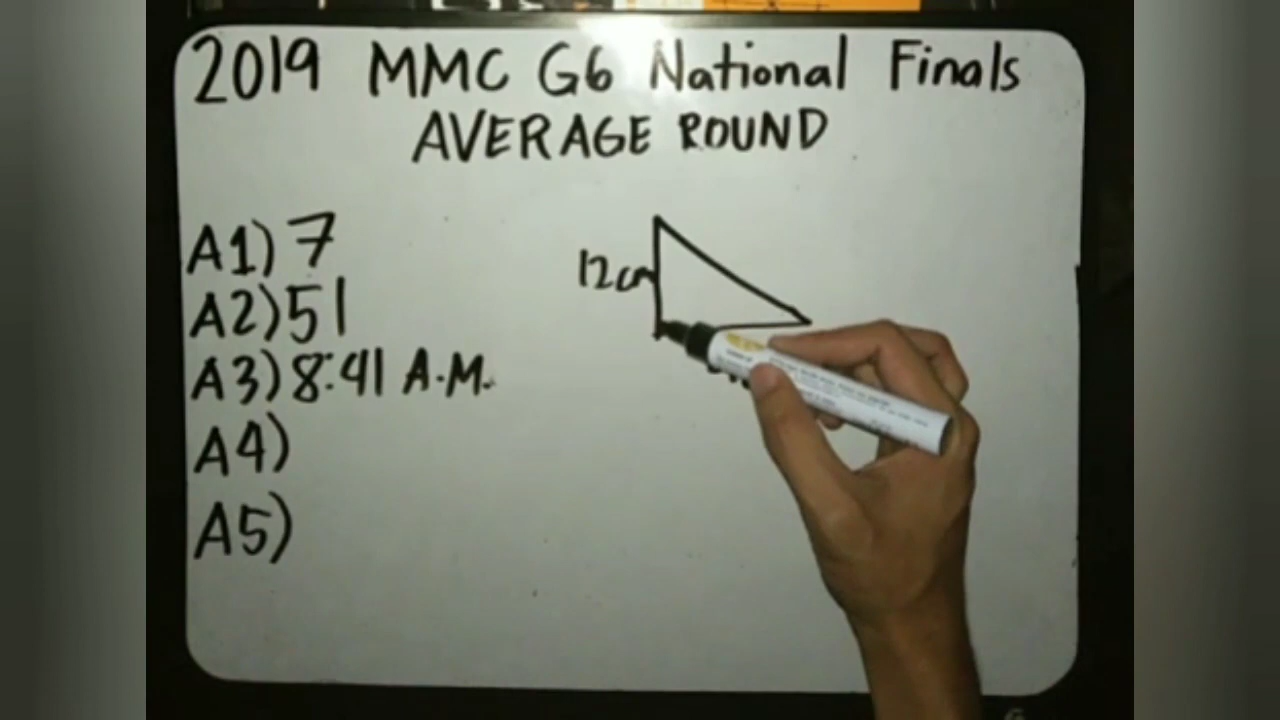 2019 MMC G6 National Finals
AVERAGE ROUND
A1) 7
A2) 51
A3) 8:41 A.M.
A4)
A5)
12cm